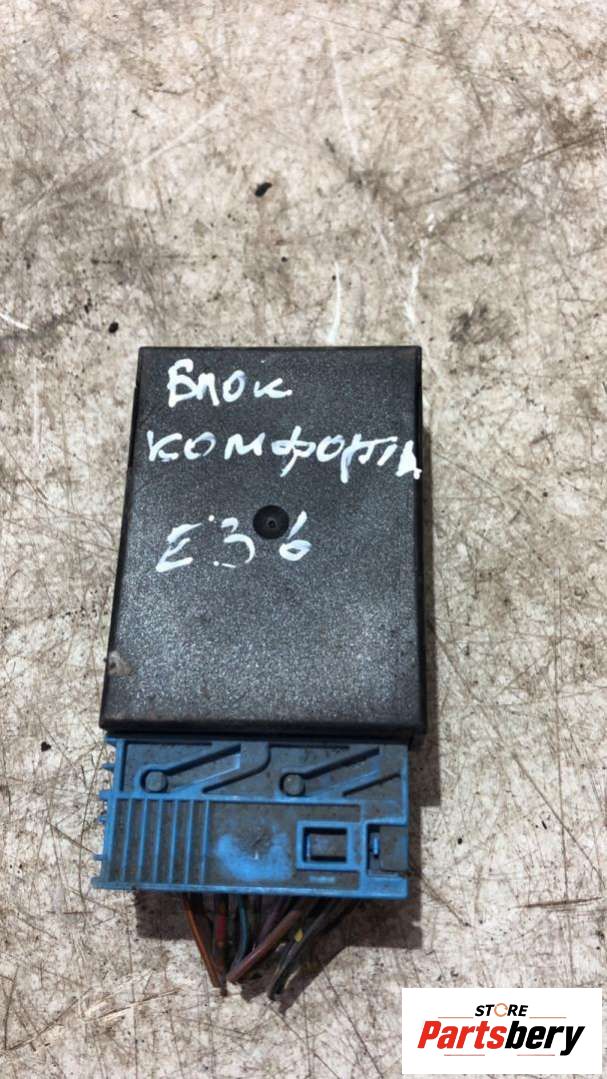 Блок
комфорта
E36
STORE
Partsbery